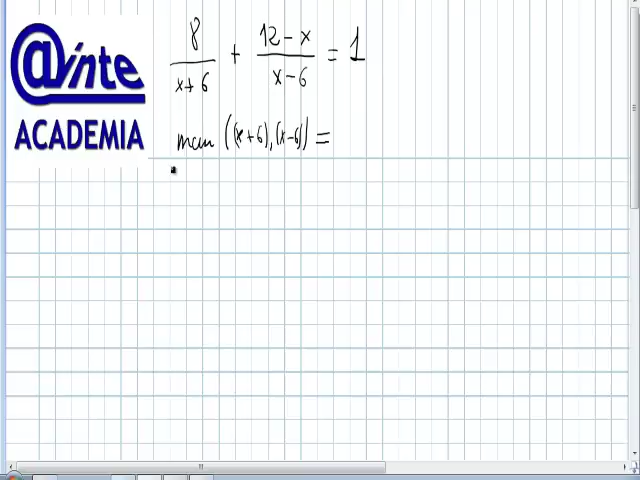 @inte
ACADEMIA
8/(x+6) + (12-x)/(x-6) = 1
mcm ((x+6), (x-6)) =